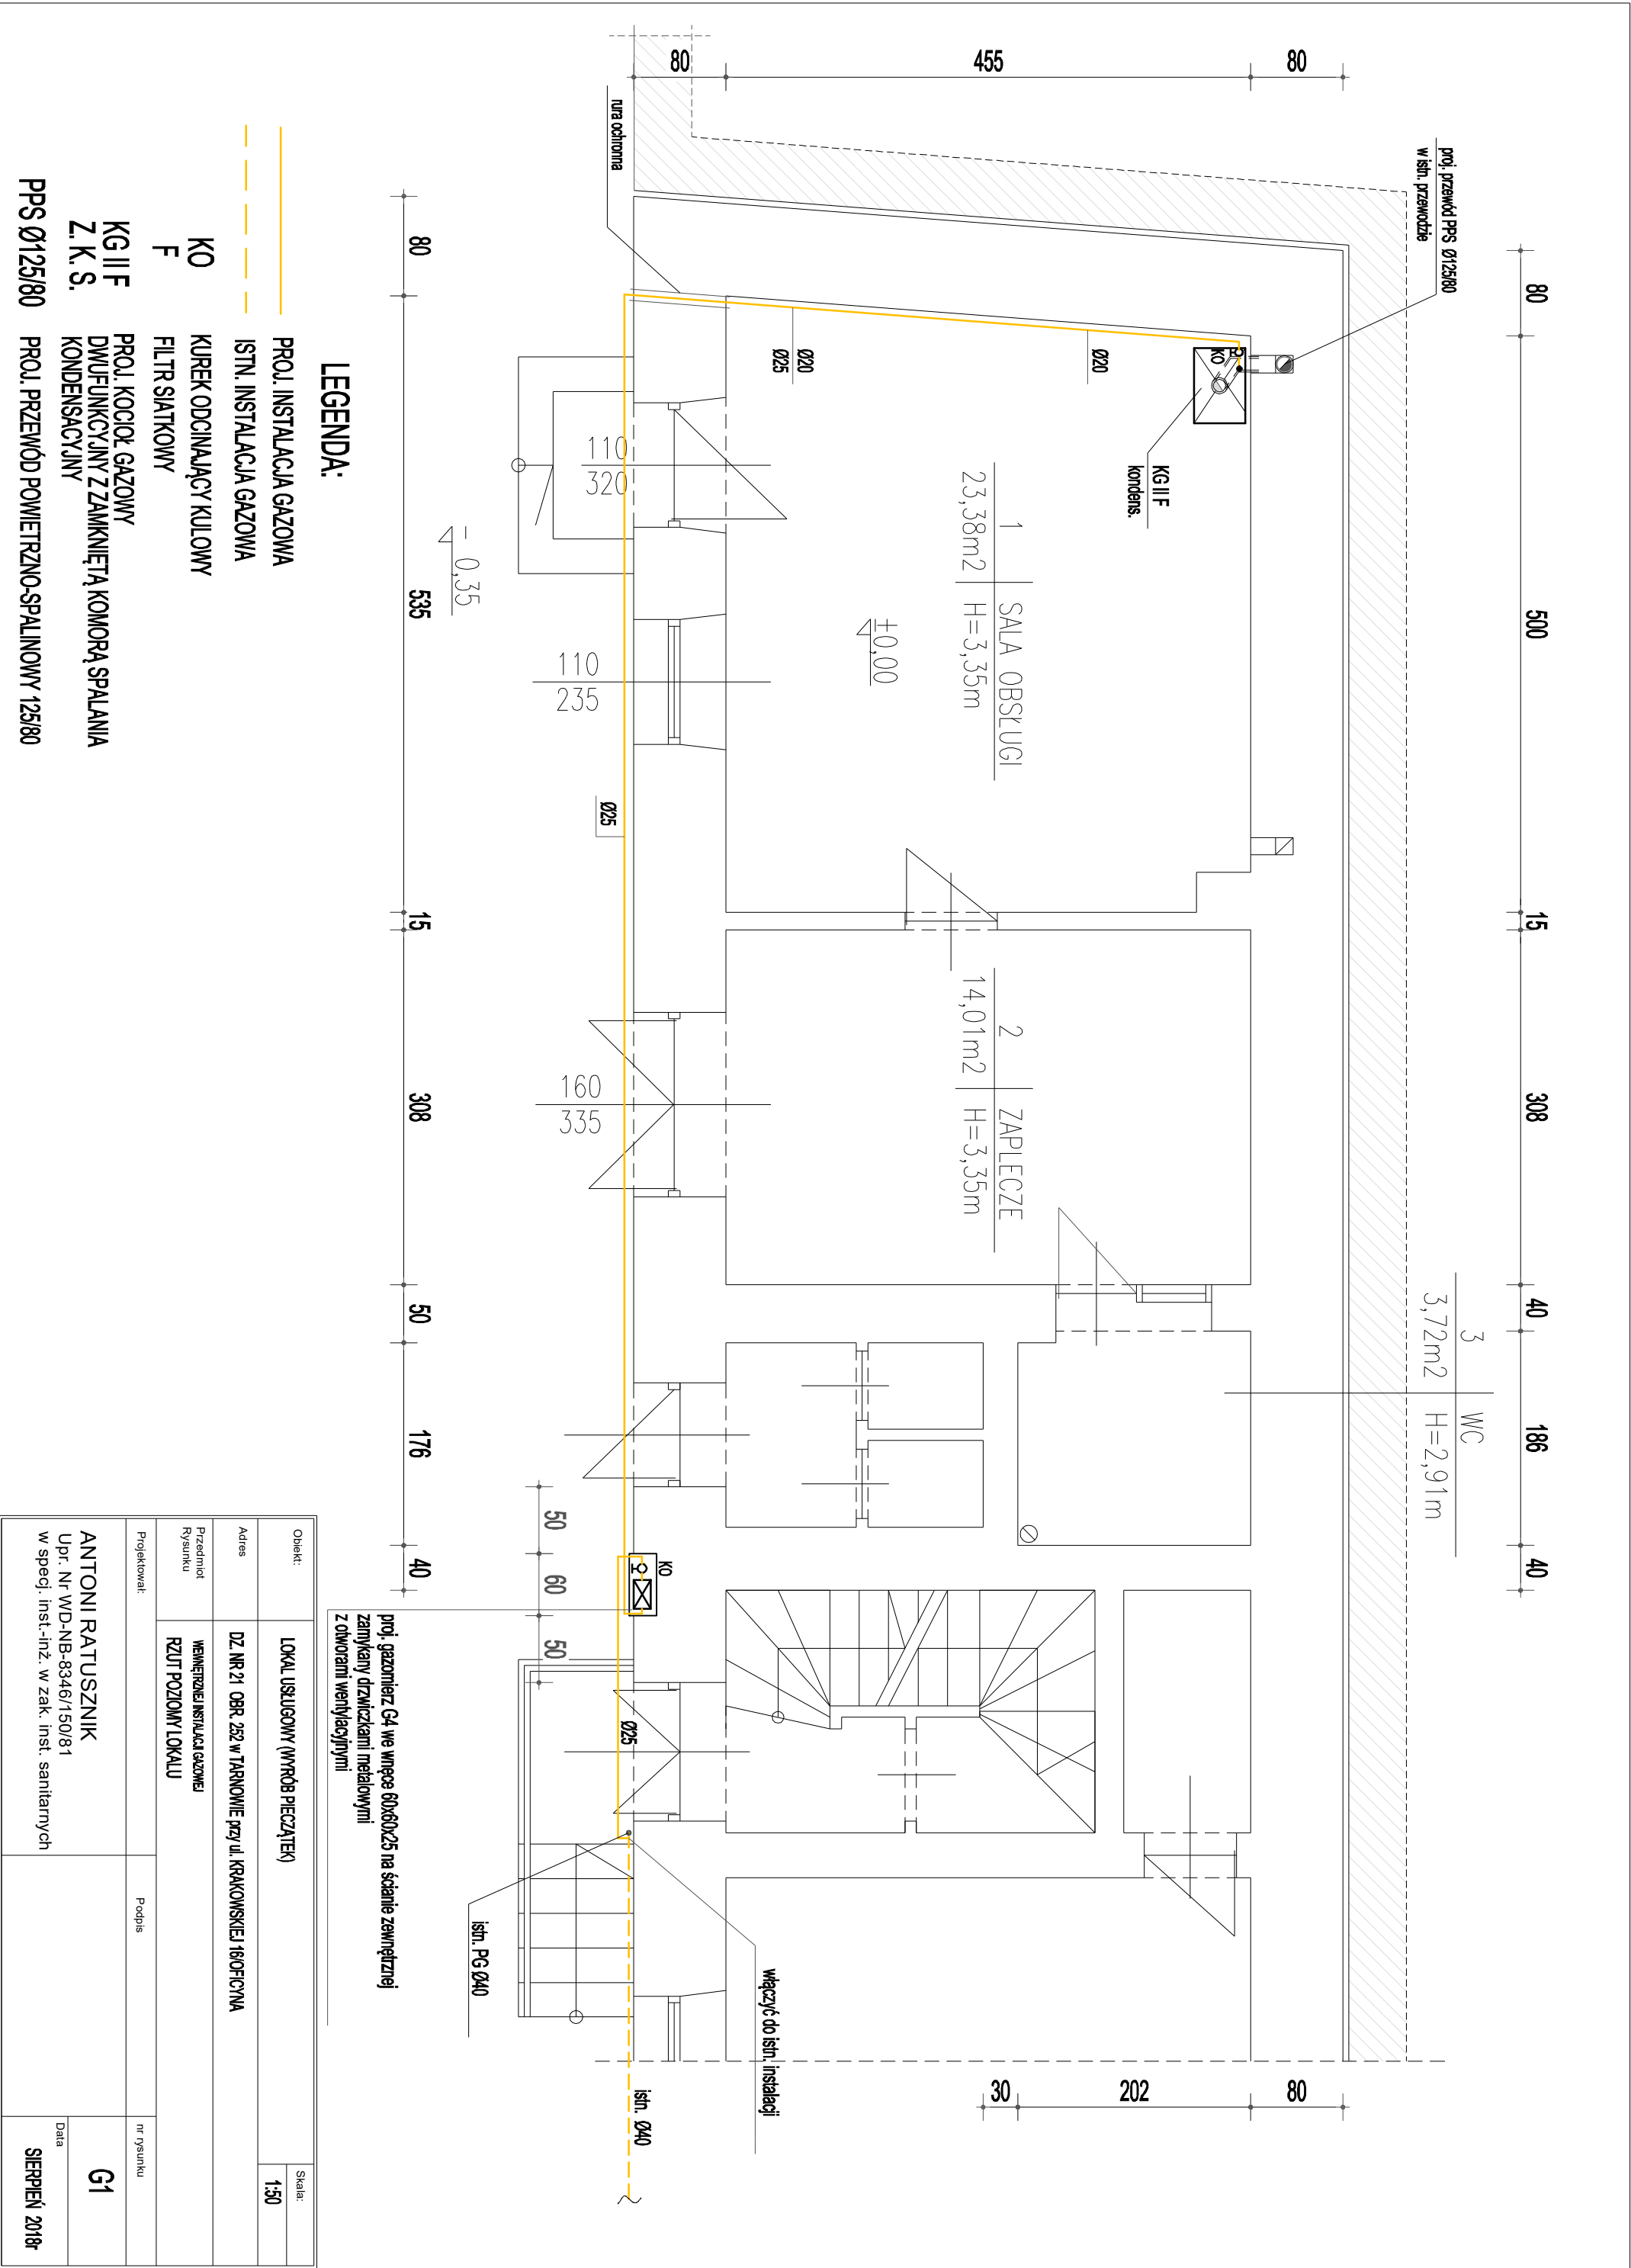 80
500
15
308
40
186
40
3
WC
3,72m2
H=2,91m
proj. przewód PPS Ø125/80
w istn. przewodzie
80
455
80
KO
KG II F
kondens.
Ø20
Ø20
Ø25
rura ochronna
1
SALA OBSŁUGI
23,38m2
H=3,35m
±0,00
2
ZAPLECZE
14,01m2
H=3,35m
80
202
30
110
320
110
235
160
335
Ø25
- 0,35
KO
50
60
50
Ø25
włączyć do istn. instalacji
istn. Ø40
istn. PG Ø40
proj. gazomierz G4 we wnęce 60x60x25 na ścianie zewnętrznej
zamykany drzwiczkami metalowymi
z otworami wentylacyjnymi
80
535
15
308
50
176
40
LEGENDA:
PROJ. INSTALACJA GAZOWA
ISTN. INSTALACJA GAZOWA
KO
KUREK ODCINAJĄCY KULOWY
F
FILTR SIATKOWY
KG II F
Z. K. S.
PROJ. KOCIOŁ GAZOWY
DWUFUNKCYJNY Z ZAMKNIĘTĄ KOMORĄ SPALANIA
KONDENSACYJNY
PPS Ø125/80
PROJ. PRZEWÓD POWIETRZNO-SPALINOWY 125/80
Obiekt:
LOKAL USŁUGOWY (WYRÓB PIECZĄTEK)
Skala:
1:50
Adres
DZ. NR 21 OBR. 252 w TARNOWIE przy ul. KRAKOWSKIEJ 16/OFICYNA
Przedmiot
Rysunku
WEWNĘTRZNEJ INSTALACJI GAZOWEJ
RZUT POZIOMY LOKALU
Projektował:
Podpis
nr rysunku
ANTONI RATUSZNIK
Upr. Nr WD-NB-8346/150/81
w specj. inst.-inż. w zak. inst. sanitarnych
G1
Data
SIERPIEŃ 2018r